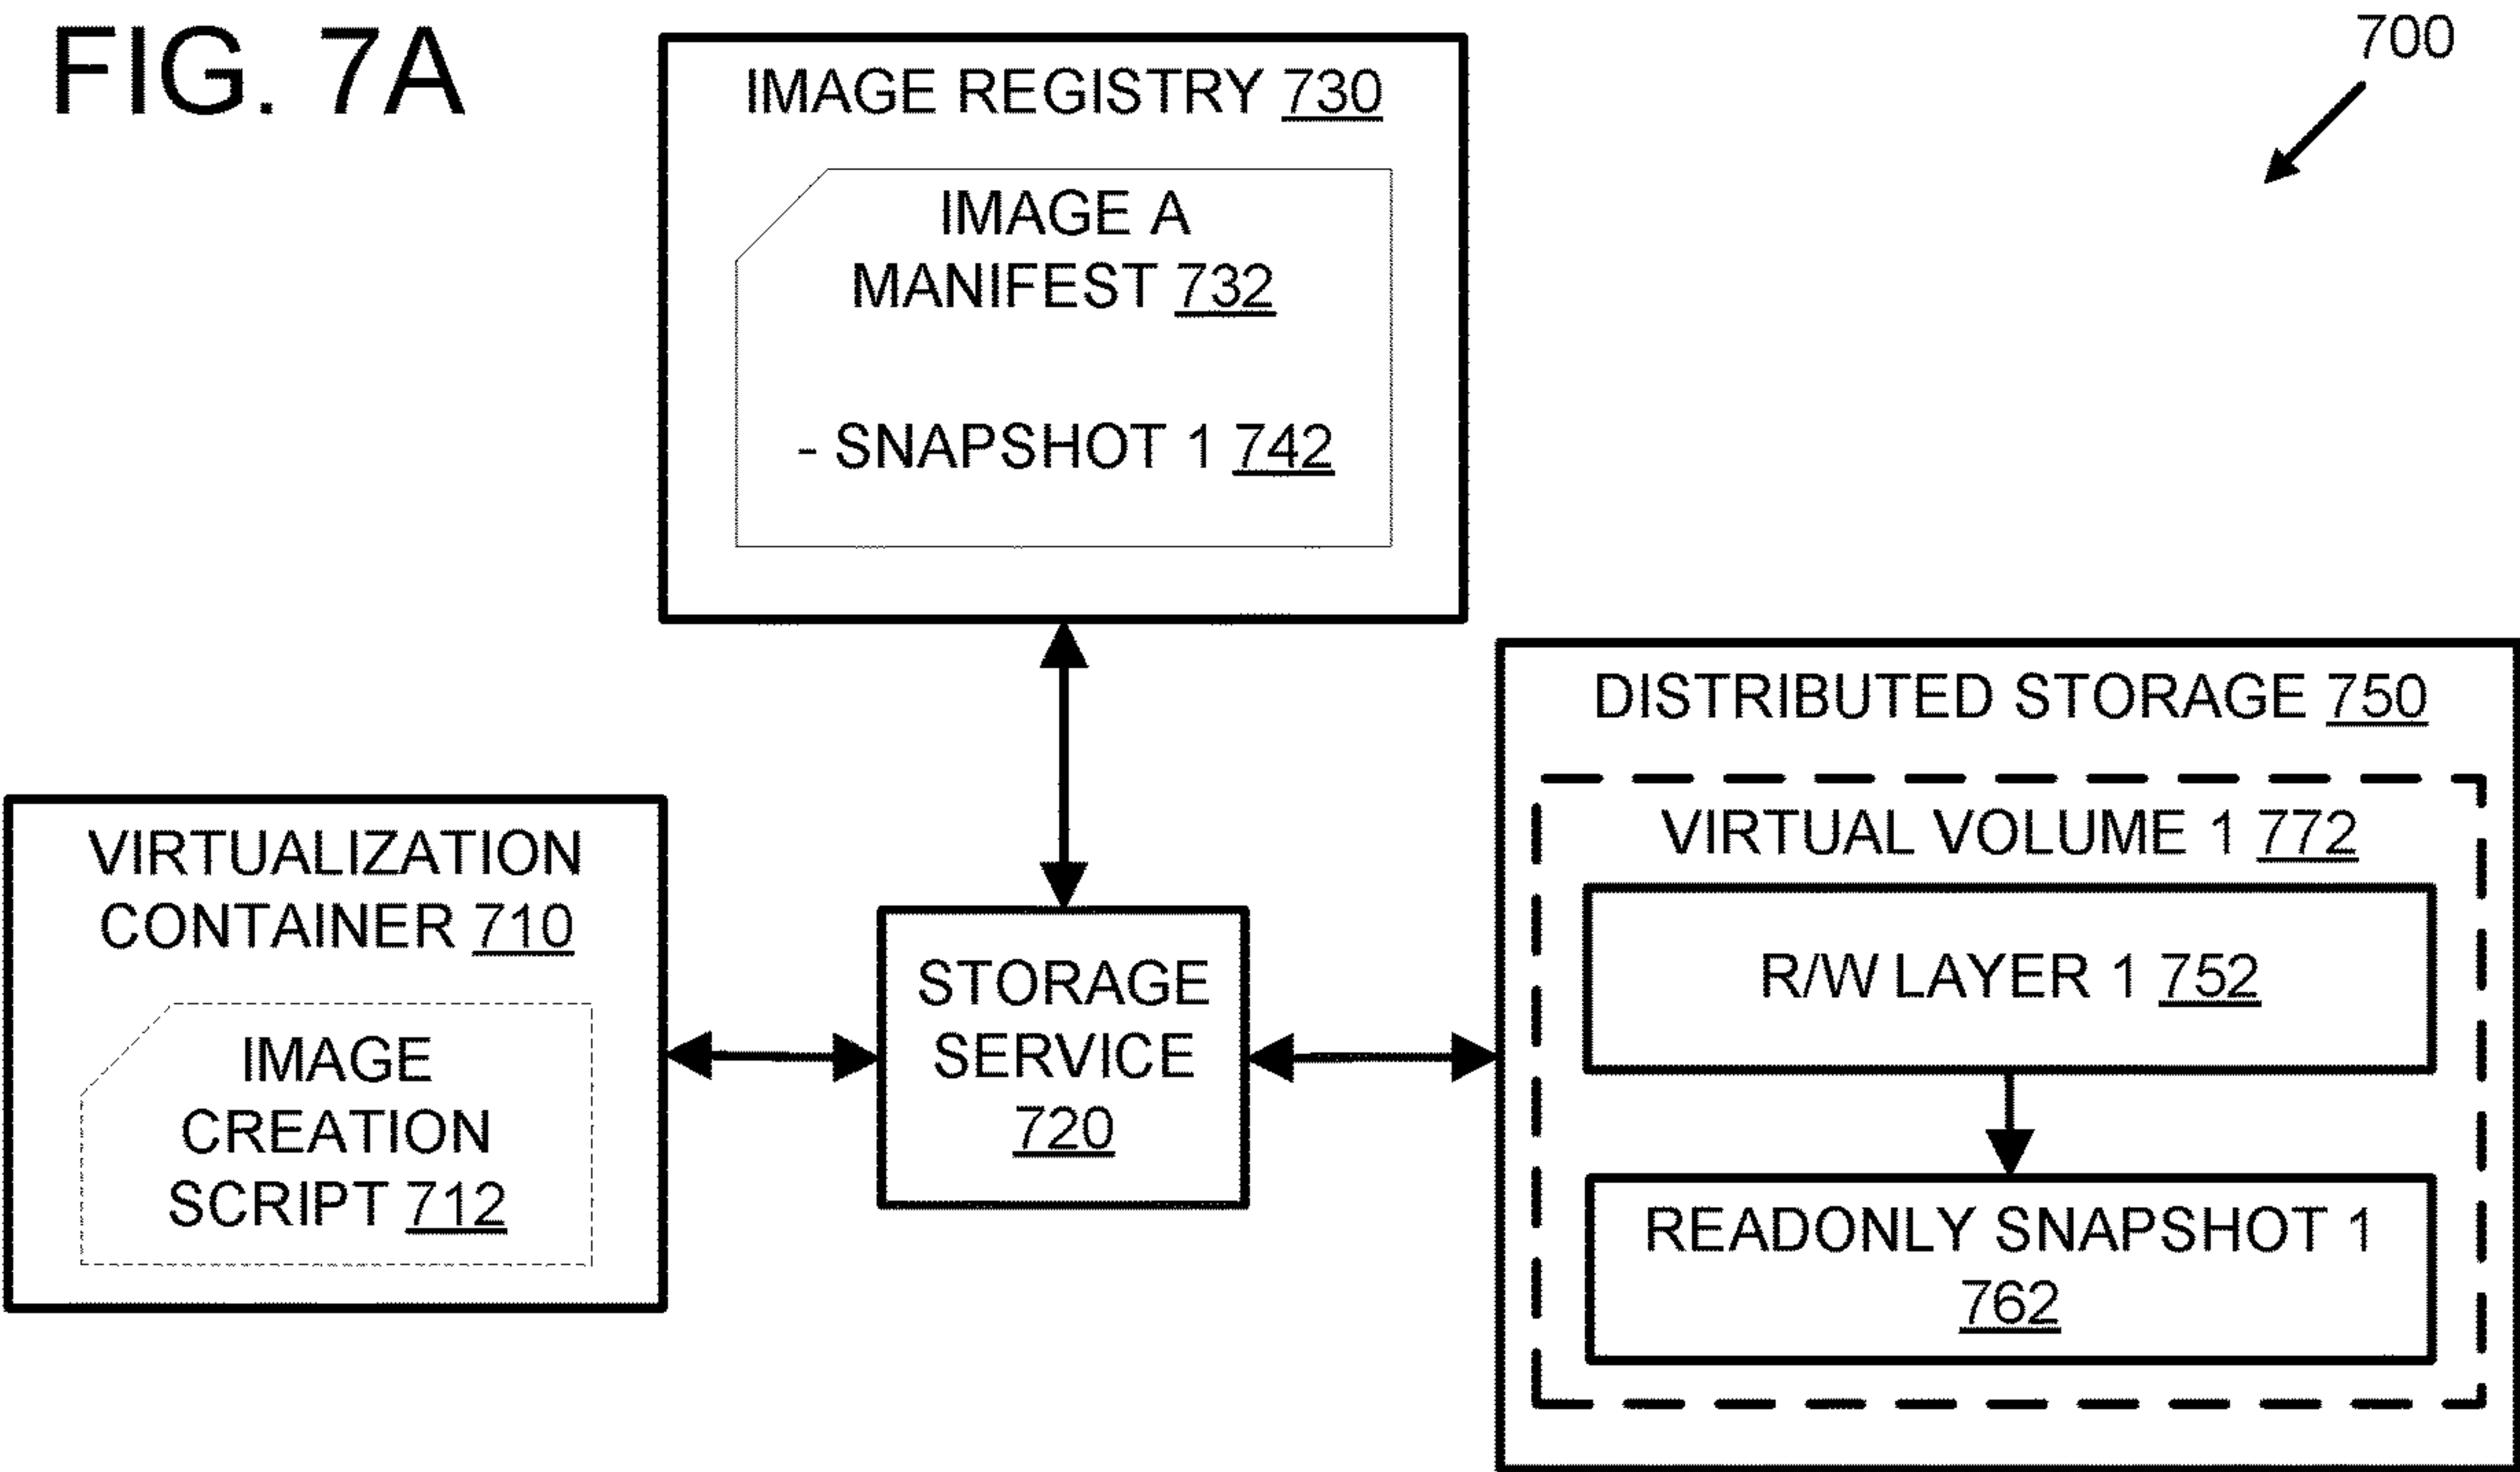 FIG. 7A
700
IMAGE REGISTRY 730
IMAGE A
MANIFEST 732
- SNAPSHOT 1 742
VIRTUALIZATION
CONTAINER 710
IMAGE
CREATION
SCRIPT 712
STORAGE
SERVICE
720
DISTRIBUTED STORAGE 750
VIRTUAL VOLUME 1 772
R/W LAYER 1 752
READONLY SNAPSHOT 1
762